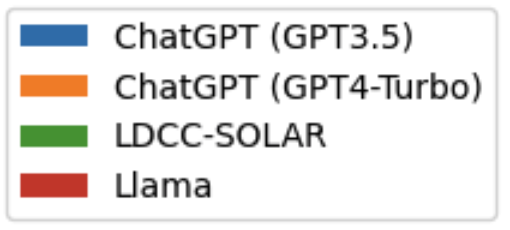 ChatGPT (GPT3.5)
ChatGPT (GPT4-Turbo)
LDCC-SOLAR
Llama